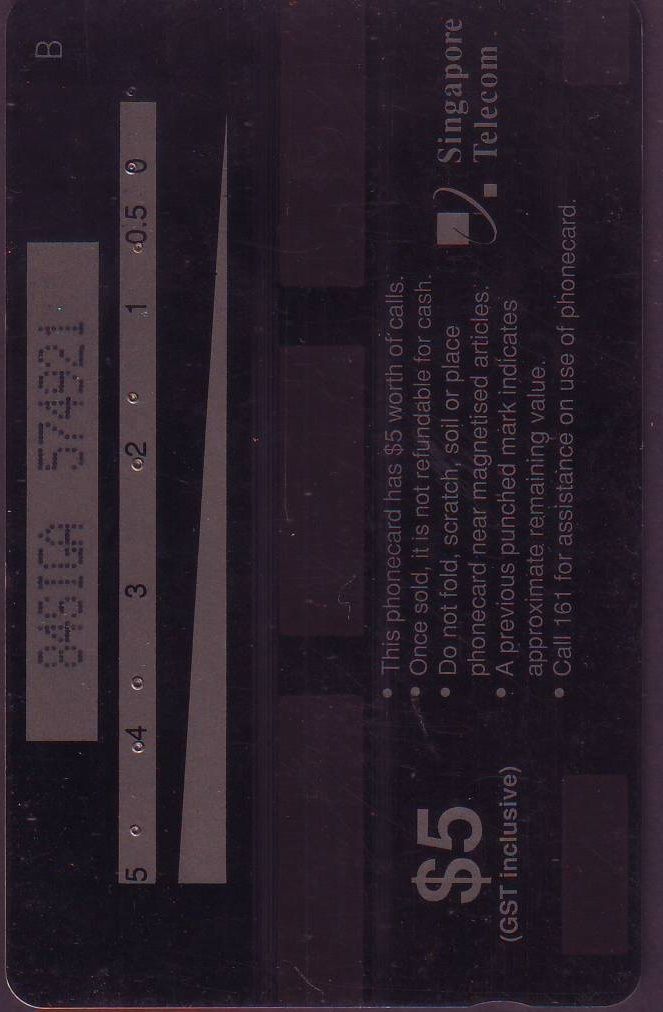 B
848IGA 574921
5 4 3 2 1 0.5 0
• This phonecard has $5 worth of calls.
• Once sold, it is not refundable for cash.
• Do not fold, scratch, soil or place
phonecard near magnetised articles.
• A previous punched mark indicates
approximate remaining value.
• Call 161 for assistance on use of phonecard.
$5
(GST inclusive)
Singapore
Telecom